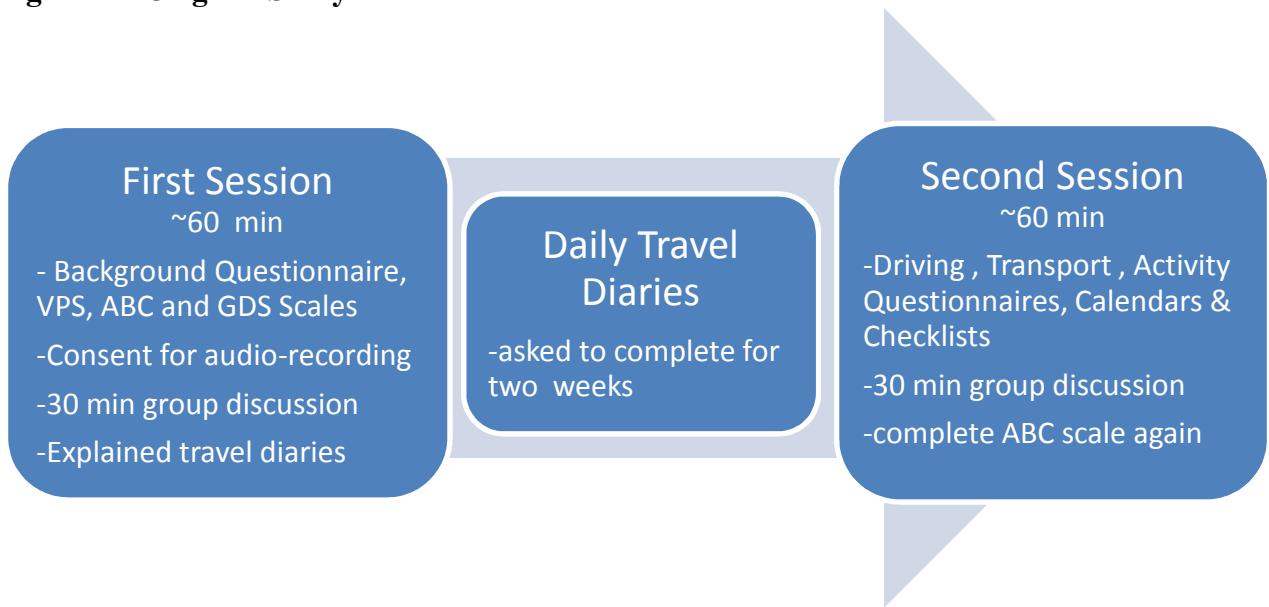 First Session
~60 min
- Background Questionnaire,
VPS, ABC and GDS Scales
-Consent for audio-recording
-30 min group discussion
-Explained travel diaries
Daily Travel
Diaries
-asked to complete for
two weeks
Second Session
~60 min
-Driving , Transport , Activity
Questionnaires, Calendars &
Checklists
-30 min group discussion
-complete ABC scale again